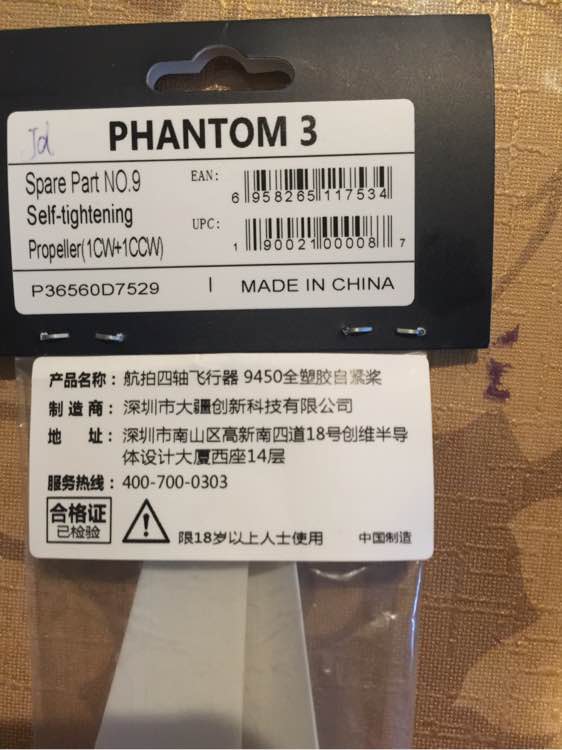 Jd
PHANTOM 3
Spare Part NO.9
Self-tightening
Propeller(1CW+1CCW)
EAN:
6 958265 117534
UPC:
1 90021 00008 7
P36560D7529 | MADE IN CHINA
产品名称：航拍四轴飞行器 9450全塑胶自紧桨
制造商：深圳市大疆创新科技有限公司
地 址：深圳市南山区高新南四道18号创维半导
体设计大厦西座14层
服务热线：400-700-0303
合格证
已检验
限18岁以上人士使用
中国制造